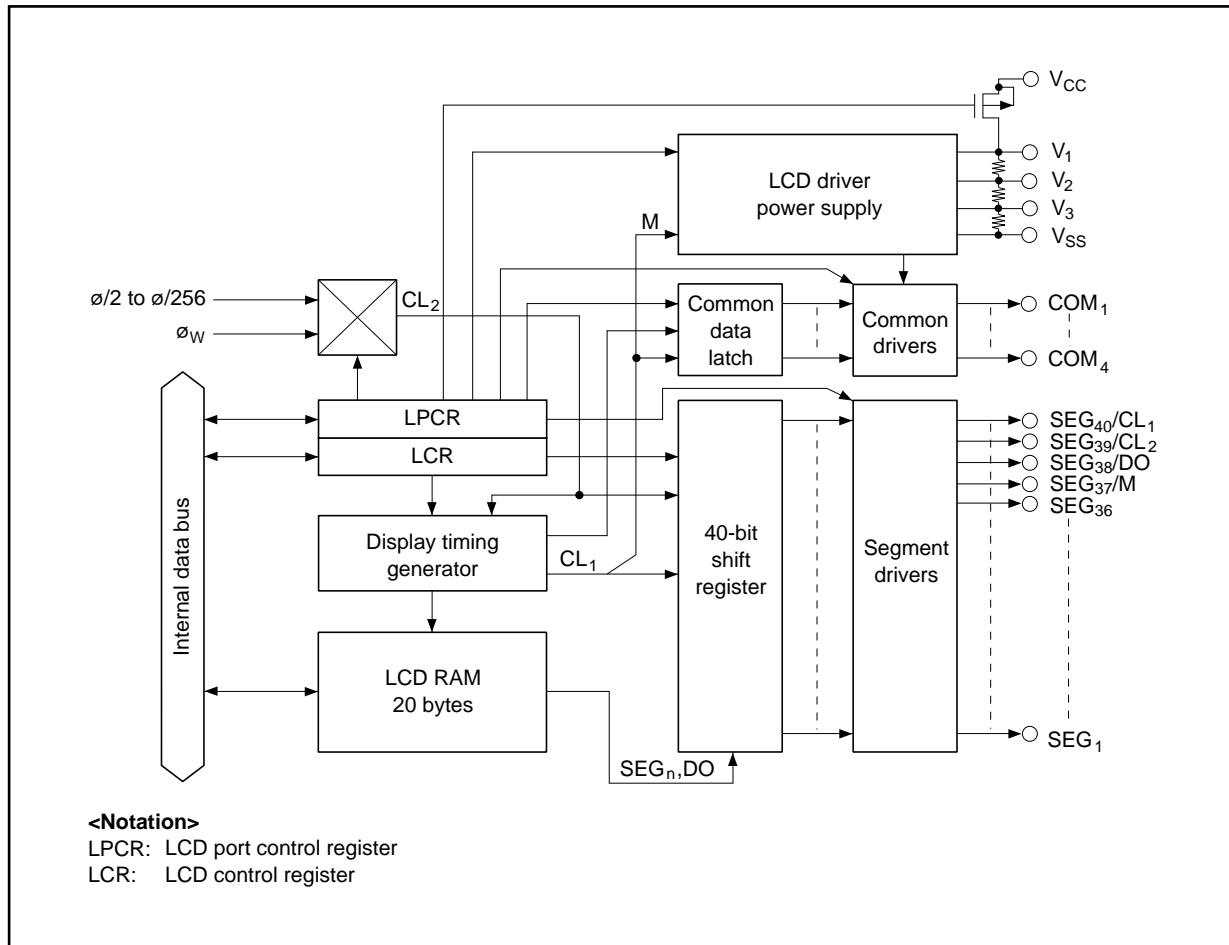 V_CC
V_1
LCD driver
power supply
V_2
V_3
V_SS
M
ø/2 to ø/256
CL_2
ø_W
Common
data
latch
Common
drivers
COM_1
COM_4
LPCR
LCR
SEG_40/CL_1
SEG_39/CL_2
SEG_38/DO
SEG_37/M
SEG_36
Internal data bus
Display timing
generator
CL_1
40-bit
shift
register
Segment
drivers
LCD RAM
20 bytes
SEG_n,DO
SEG_1
<Notation>
LPCR: LCD port control register
LCR: LCD control register